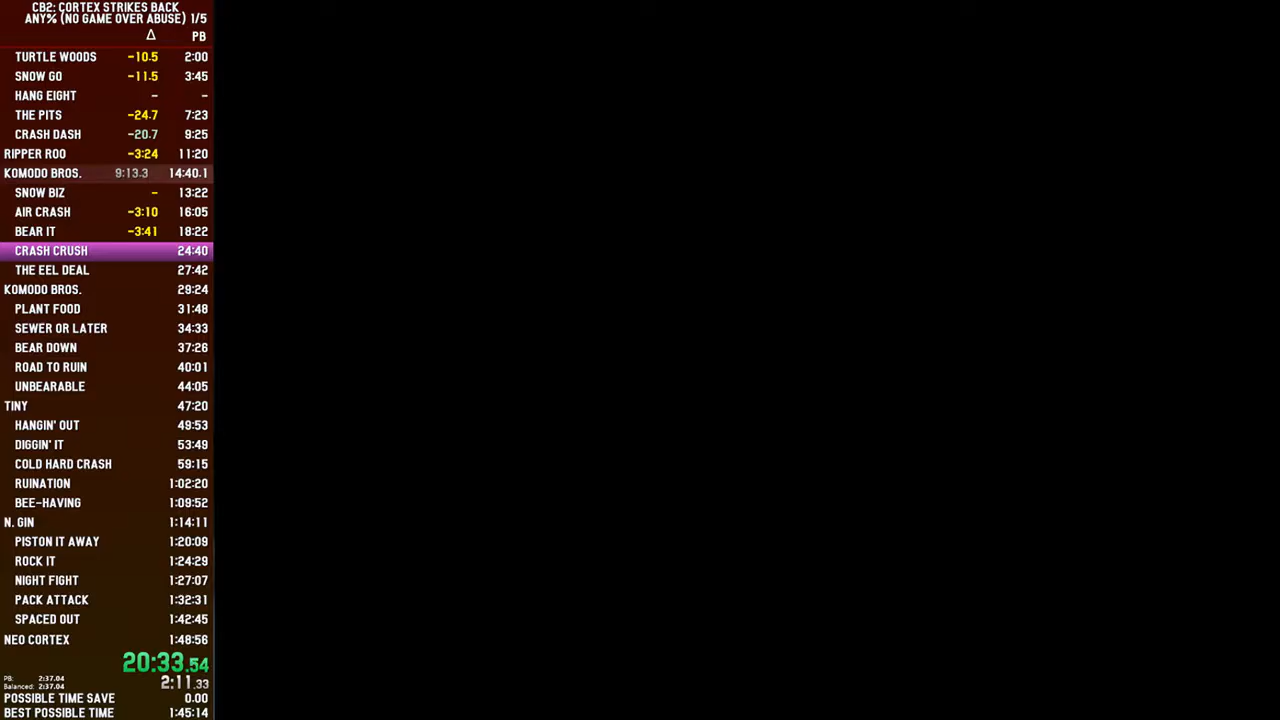 CB2: CORTEX STRIKES BACK
ANY% (NO GAME OVER ABUSE) 1/5
Δ PB
TURTLE WOODS -10.5 2:00
SNOW GO -11.5 3:45
HANG EIGHT - -
THE PITS -24.7 7:23
CRASH DASH -20.7 9:25
RIPPER ROO -3:24 11:20
KOMODO BROS. 9:13.3 14:40.1
SNOW BIZ - 13:22
AIR CRASH -3:10 16:05
BEAR IT -3:41 18:22
CRASH CRUSH 24:40
THE EEL DEAL 27:42
KOMODO BROS. 29:24
PLANT FOOD 31:48
SEWER OR LATER 34:33
BEAR DOWN 37:26
ROAD TO RUIN 40:01
UNBEARABLE 44:05
TINY 47:20
HANGIN' OUT 49:53
DIGGIN' IT 53:49
COLD HARD CRASH 59:15
RUINATION 1:02:20
BEE-HAVING 1:09:52
N. GIN 1:14:11
PISTON IT AWAY 1:20:09
ROCK IT 1:24:29
NIGHT FIGHT 1:27:07
PACK ATTACK 1:32:31
SPACED OUT 1:42:45
NEO CORTEX 1:48:56
20:33.54
PB: 2:37.04 2:11.33
Balanced: 2:37.04
POSSIBLE TIME SAVE 0.00
BEST POSSIBLE TIME 1:45:14